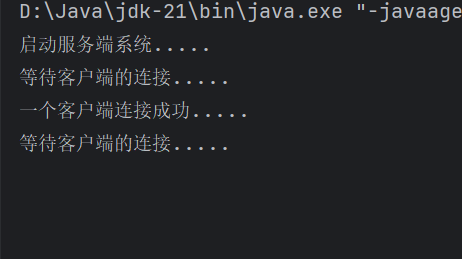 D:\Java\jdk-21\bin\java.exe "-javaage
启动服务端系统.....
等待客户端的连接.....
一个客户端连接成功.....
等待客户端的连接.....